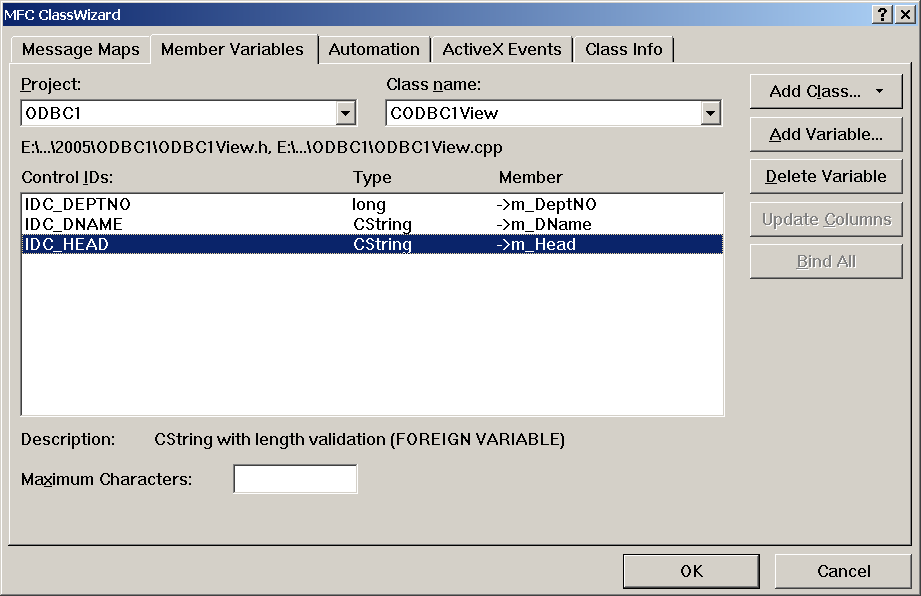 MFC ClassWizard
Message Maps Member Variables Automation ActiveX Events Class Info
Project: Class name:
ODBC1 CODBC1View
Add Class...
E:\...\2005\ODBC1\ODBC1View.h, E:\...\ODBC1\ODBC1View.cpp
Add Variable...
Control IDs: Type Member
Delete Variable
IDC_DEPTNO long ->m_DeptNO
IDC_DNAME CString ->m_DName
IDC_HEAD CString ->m_Head
Update Columns
Bind All
Description: CString with length validation (FOREIGN VARIABLE)
Maximum Characters:
OK Cancel